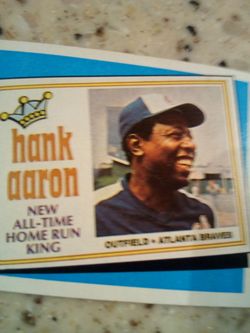 hank
aaron
NEW
ALL-TIME
HOME RUN
KING
OUTFIELD • ATLANTA BRAVES